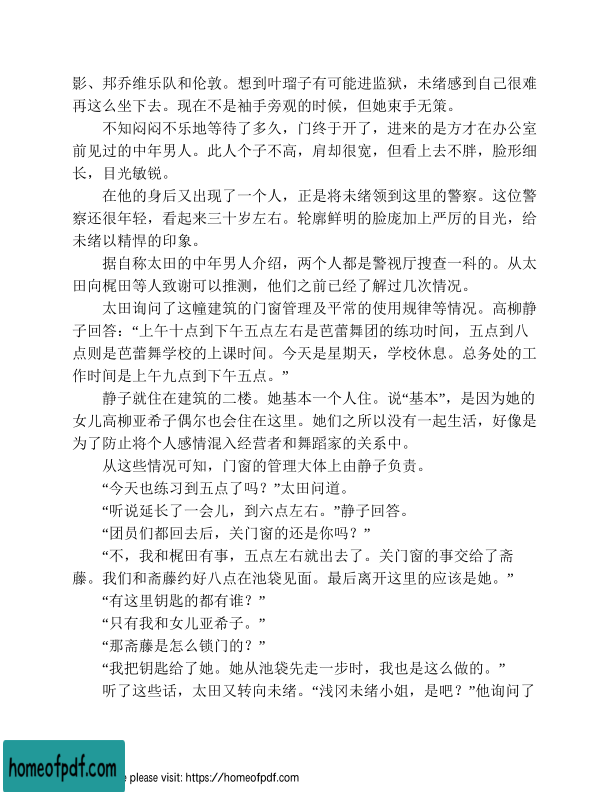 影、邦乔维乐队和伦敦。想到叶瑠子有可能进监狱，未绪感到自己很难
再这么坐下去。现在不是袖手旁观的时候，但她束手无策。
不知闷闷不乐地等待了多久，门终于开了，进来的是方才在办公室
前见过的中年男人。此人个子不高，肩却很宽，但看上去不胖，脸形细
长，目光敏锐。
在他的身后又出现了一个人，正是将未绪领到这里的警察。这位警
察还很年轻，看起来三十岁左右。轮廓鲜明的脸庞加上严厉的目光，给
未绪以精悍的印象。
据自称太田的中年男人介绍，两个人都是警视厅搜查一科的。从太
田向梶田等人致谢可以推测，他们之前已经了解过几次情况。
太田询问了这幢建筑的门窗管理及平常的使用规律等情况。高柳静
子回答：“上午十点到下午五点左右是芭蕾舞团的练功时间，五点到八
点则是芭蕾舞学校的上课时间。今天是星期天，学校休息。总务处的工
作时间是上午九点到下午五点。”
静子就住在建筑的二楼。她基本一个人住。说“基本”，是因为她的
女儿高柳亚希子偶尔也会住在这里。她们之所以没有一起生活，好像是
为了防止将个人感情混入经营者和舞蹈家的关系中。
从这些情况可知，门窗的管理大体上由静子负责。
“今天也练习到五点了吗？”太田问道。
“听说延长了一会儿，到六点左右。”静子回答。
“团员们都回去后，关门窗的还是你吗？”
“不，我和梶田有事，五点左右就出去了。关门窗的事交给了斋
藤。我们和斋藤约好八点在池袋见面。最后离开这里的应该是她。”
“有这里钥匙的都有谁？”
“只有我和女儿亚希子。”
“那斋藤是怎么锁门的？”
“我把钥匙给了她。她从池袋先走一步时，我也是这么做的。”
听了这些话，太田又转向未绪。“浅冈未绪小姐，是吧？”他询问了
homeofpdf.com
e please visit: https://homeofpdf.com